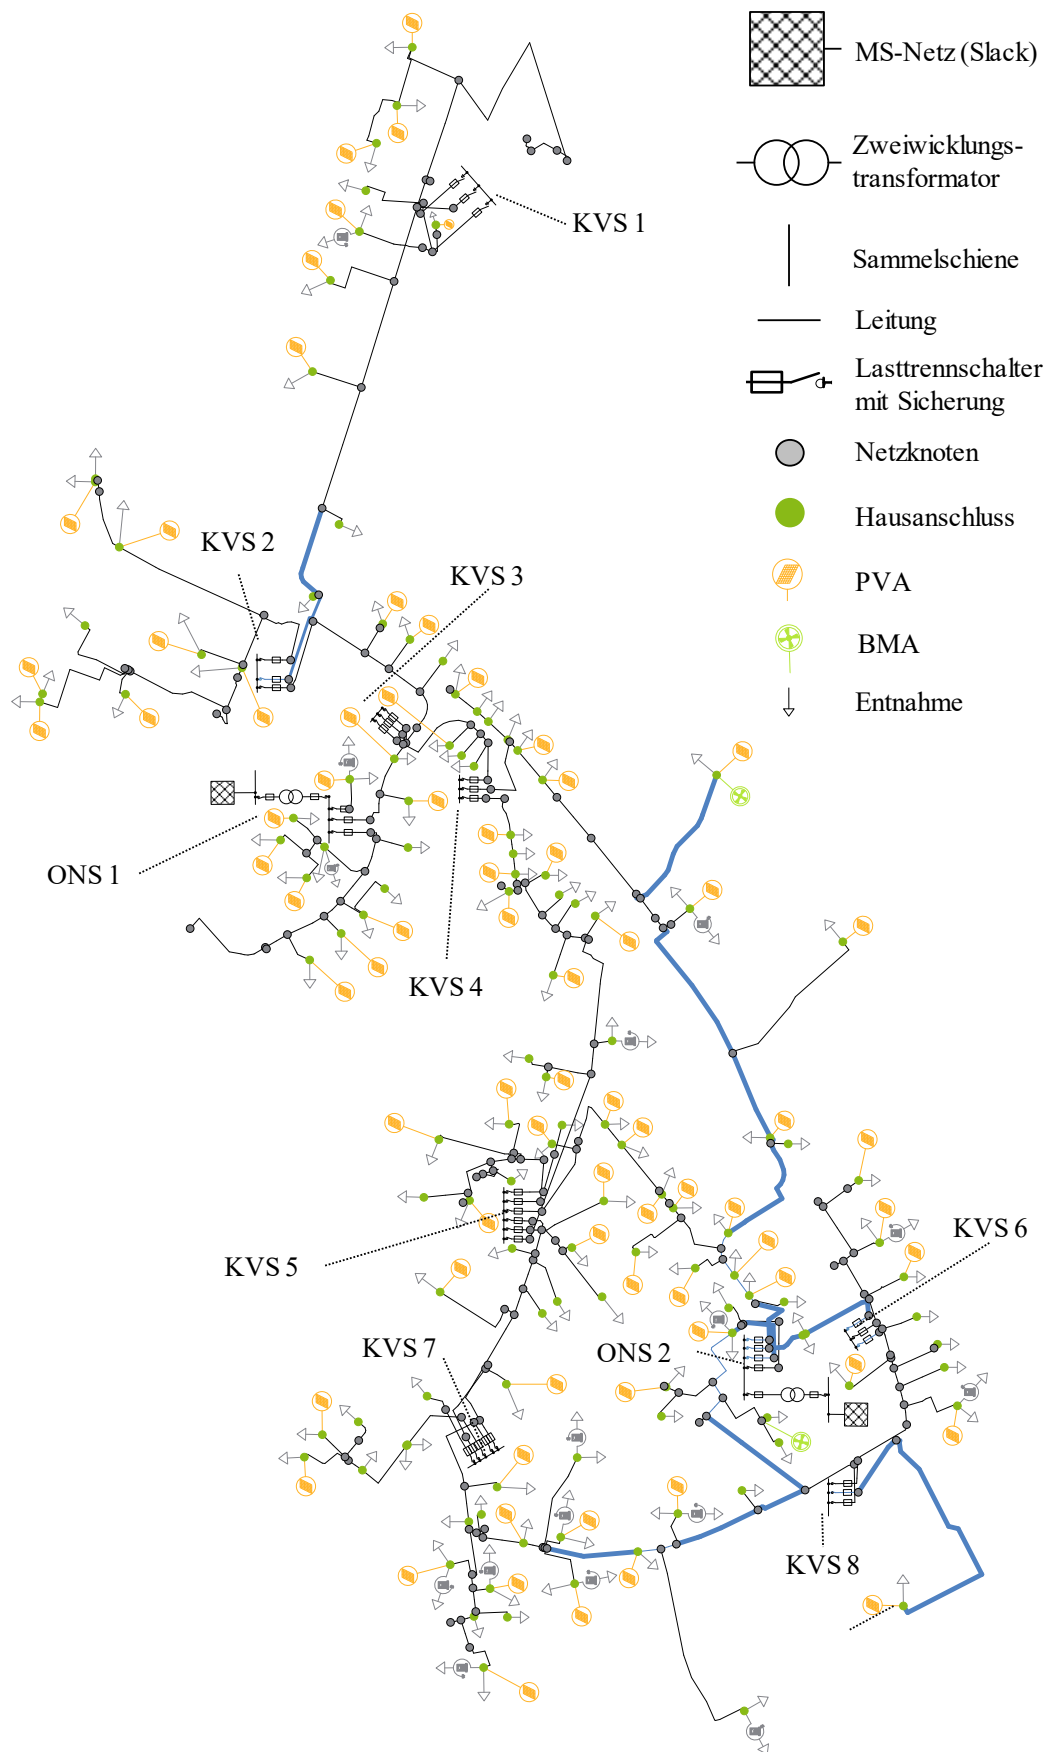 MS-Netz (Slack)
Zweiwicklungs-
transformator
KVS 1
Sammelschiene
Leitung
Lasttrennschalter
mit Sicherung
Netzknoten
Hausanschluss
KVS 2
KVS 3
PVA
BMA
Entnahme
ONS 1
KVS 4
KVS 6
KVS 5
KVS 7
ONS 2
KVS 8